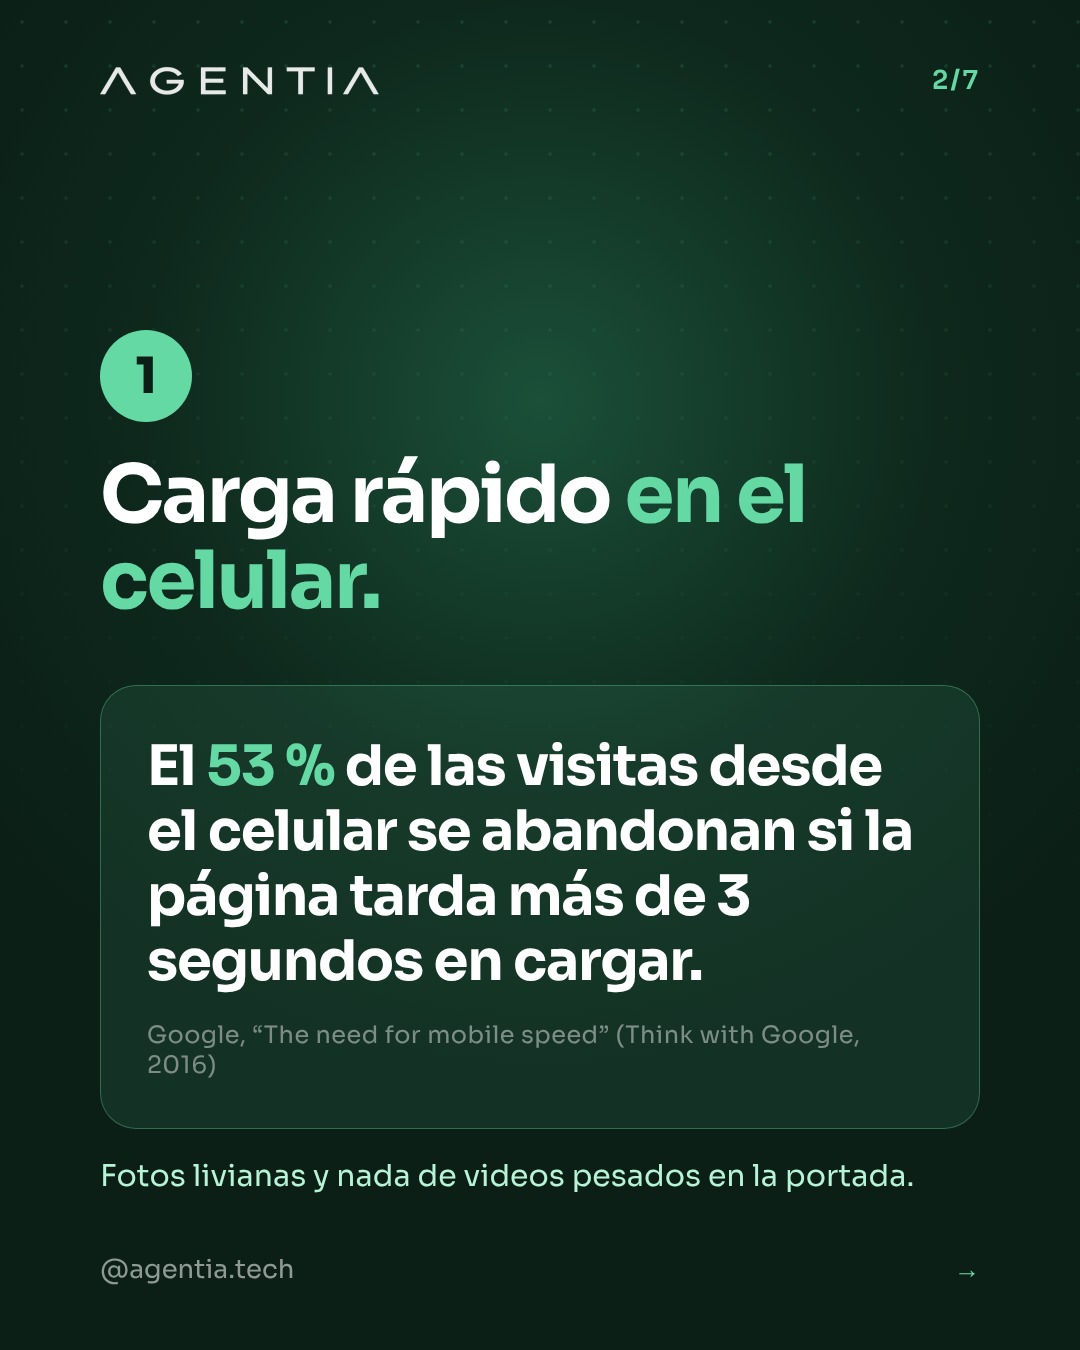 AGENTIA
2/7
1
Carga rápido en el
celular.
El 53 % de las visitas desde
el celular se abandonan si la
página tarda más de 3
segundos en cargar.
Google, “The need for mobile speed” (Think with Google,
2016)
Fotos livianas y nada de videos pesados en la portada.
@agentia.tech
→